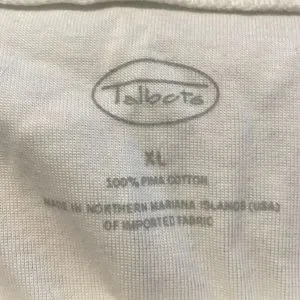 Talbots
XL
100% PIMA COTTON
MADE IN NORTHERN MARIANA ISLANDS (USA)
OF IMPORTED FABRIC